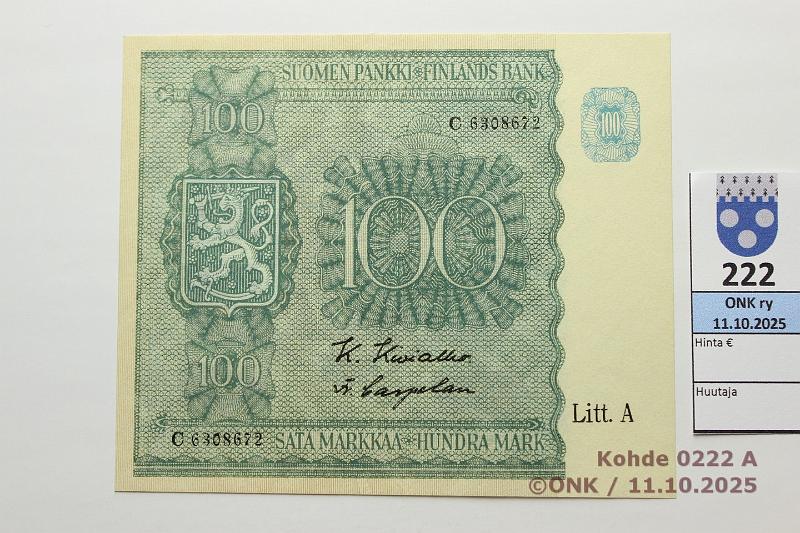 SUOMEN PANKKI FINLANDS BANK
100
100
C 6308672
100
K. Kivialho
F. Carpelan
100
Litt. A
C 6308672
SATA MARKKAA HUNDRA MARK
222
ONK ry
11.10.2025
Hinta €
Huutaja
Kohde 0222 A
©ONK / 11.10.2025